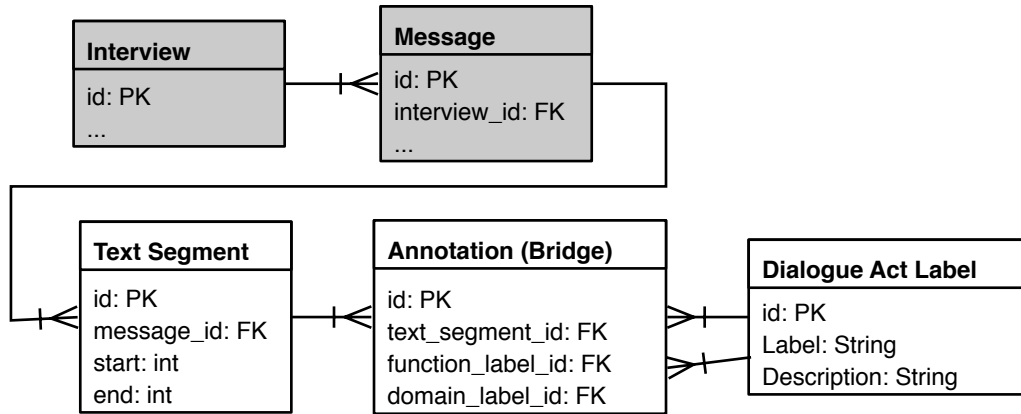 Interview
id: PK
...
Message
id: PK
interview_id: FK
...
Text Segment
id: PK
message_id: FK
start: int
end: int
Annotation (Bridge)
id: PK
text_segment_id: FK
function_label_id: FK
domain_label_id: FK
Dialogue Act Label
id: PK
Label: String
Description: String